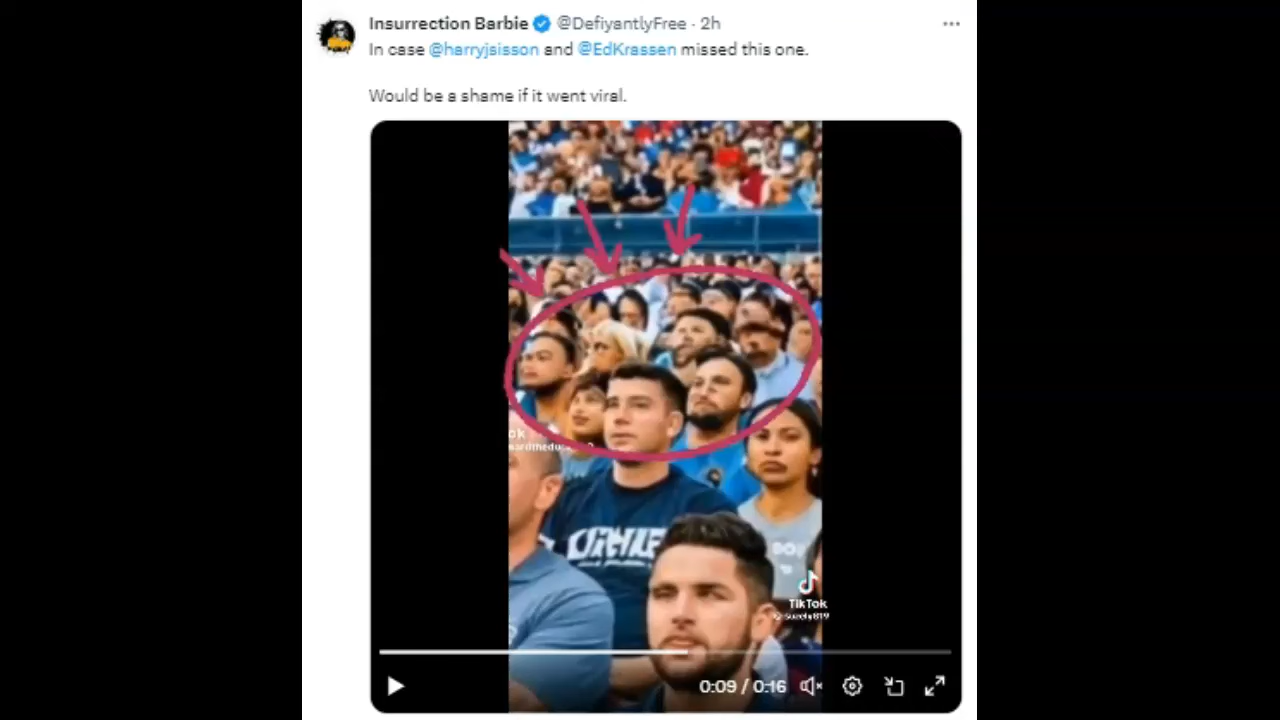 Insurrection Barbie @DefiyantlyFree · 2h
In case @harryjsisson and @EdKrassen missed this one.
Would be a shame if it went viral.
TikTok
0:09 / 0:16